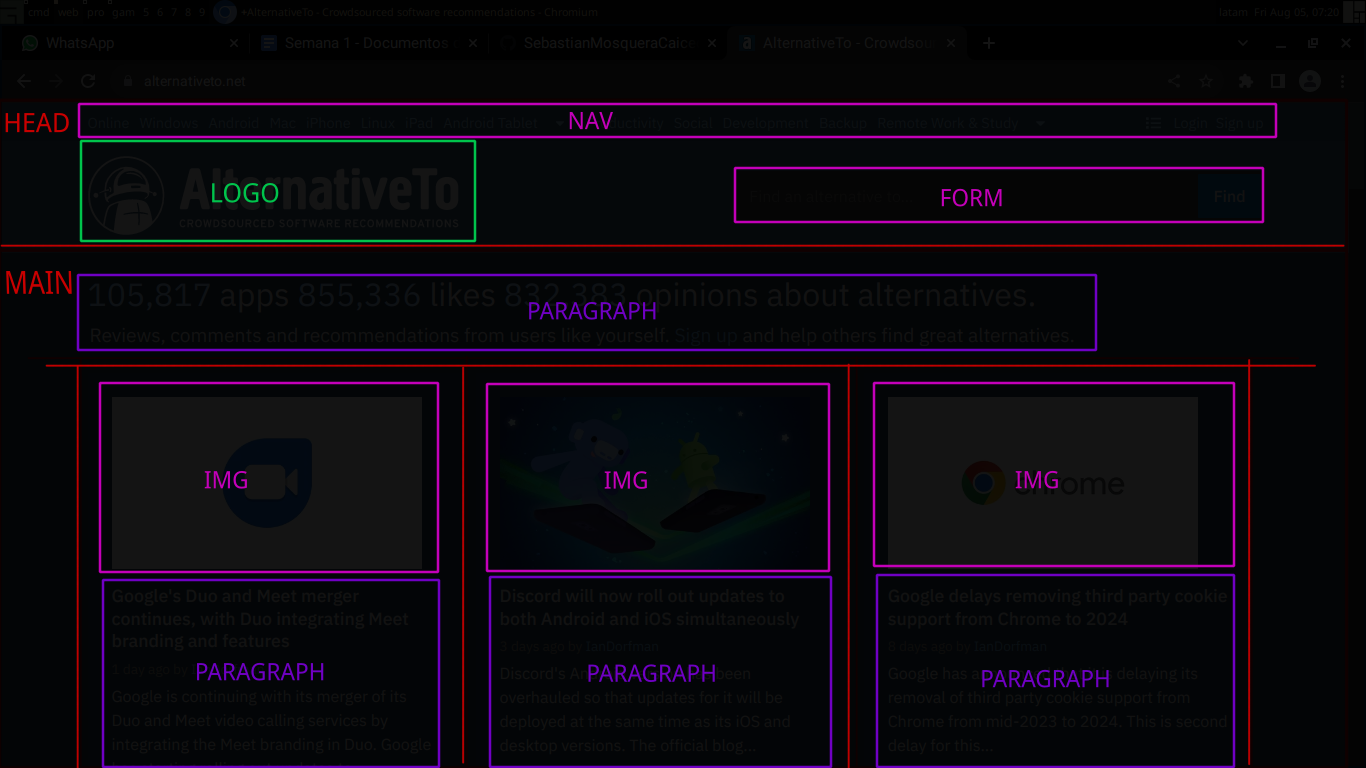 cmd web pro gam 5 6 7 8 9 +AlternativeTo - Crowdsourced software recommendations - Chromium latam Fri Aug 05, 07:20
WhatsApp Semana 1 - Documentos SebastianMosqueraCaice AlternativeTo - Crowdsou
alternativeto.net
HEAD
NAV
Online Windows Android Mac iPhone Linux iPad Android Tablet Social Development Backup Remote Work & Study Login Sign up
LOGO
AlternativeTo
CROWDSOURCED SOFTWARE RECOMMENDATIONS
FORM
Find
MAIN
105,817 apps 855,336 likes 832,383 opinions about alternatives.
PARAGRAPH
Reviews, comments and recommendations from users like yourself. Sign up and help others find great alternatives.
IMG
IMG
IMG
chrome
Google's Duo and Meet merger
continues, with Duo integrating Meet
branding and features
1 day ago by
PARAGRAPH
Google is continuing with its merger of its
Duo and Meet video calling services by
integrating the Meet branding in Duo. Google
Discord will now roll out updates to
both Android and iOS simultaneously
days ago by IanDorfman
PARAGRAPH
Discord's been
overhauled so that updates for it will be
deployed at the same time as its iOS and
desktop versions. The official blog...
Google delays removing third party cookie
support from Chrome to 2024
days ago by IanDorfman
PARAGRAPH
Google has delaying its
removal of third party cookie support from
Chrome from mid-2023 to 2024. This is second
delay for this...